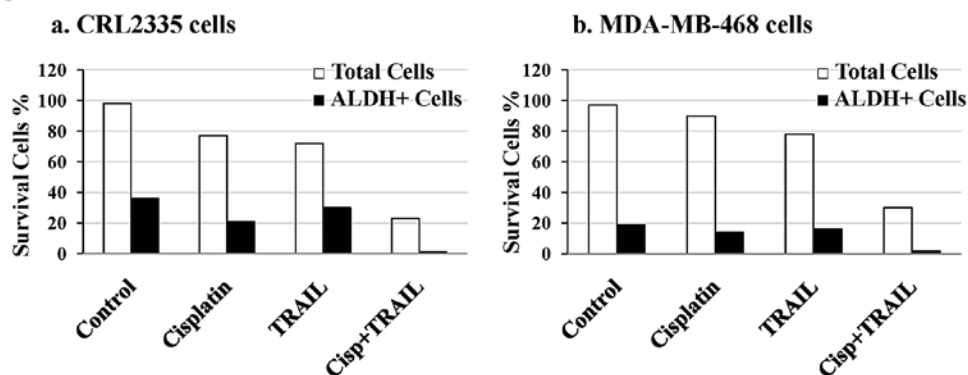 a. CRL2335 cells
120
100
80
60
40
20
0
Survival Cells %
Total Cells
ALDH+ Cells
Control
Cisplatin
TRAIL
Cisp+TRAIL
b. MDA-MB-468 cells
120
100
80
60
40
20
0
Survival Cells %
Total Cells
ALDH+ Cells
Control
Cisplatin
TRAIL
Cisp+TRAIL